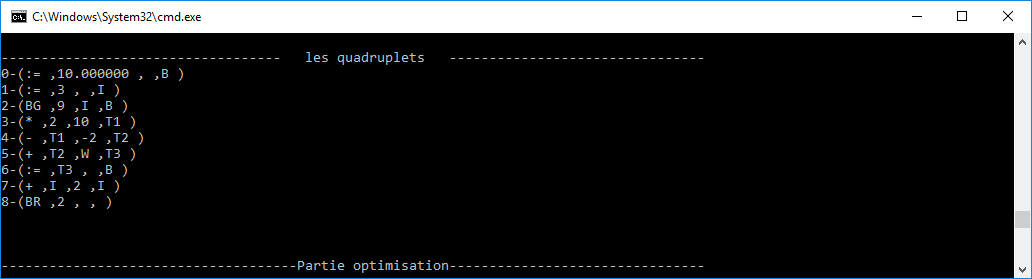 C:\Windows\System32\cmd.exe
----------------------------------- les quadruplets --------------------------------
0-(:= ,10.000000 , ,B )
1-(:= ,3 , ,I )
2-(BG ,9 ,I ,B )
3-(* ,2 ,10 ,T1 )
4-(- ,T1 ,-2 ,T2 )
5-(+ ,T2 ,W ,T3 )
6-(:= ,T3 , ,B )
7-(+ ,I ,2 ,I )
8-(BR ,2 , , )
-------------------------------------Partie optimisation--------------------------------